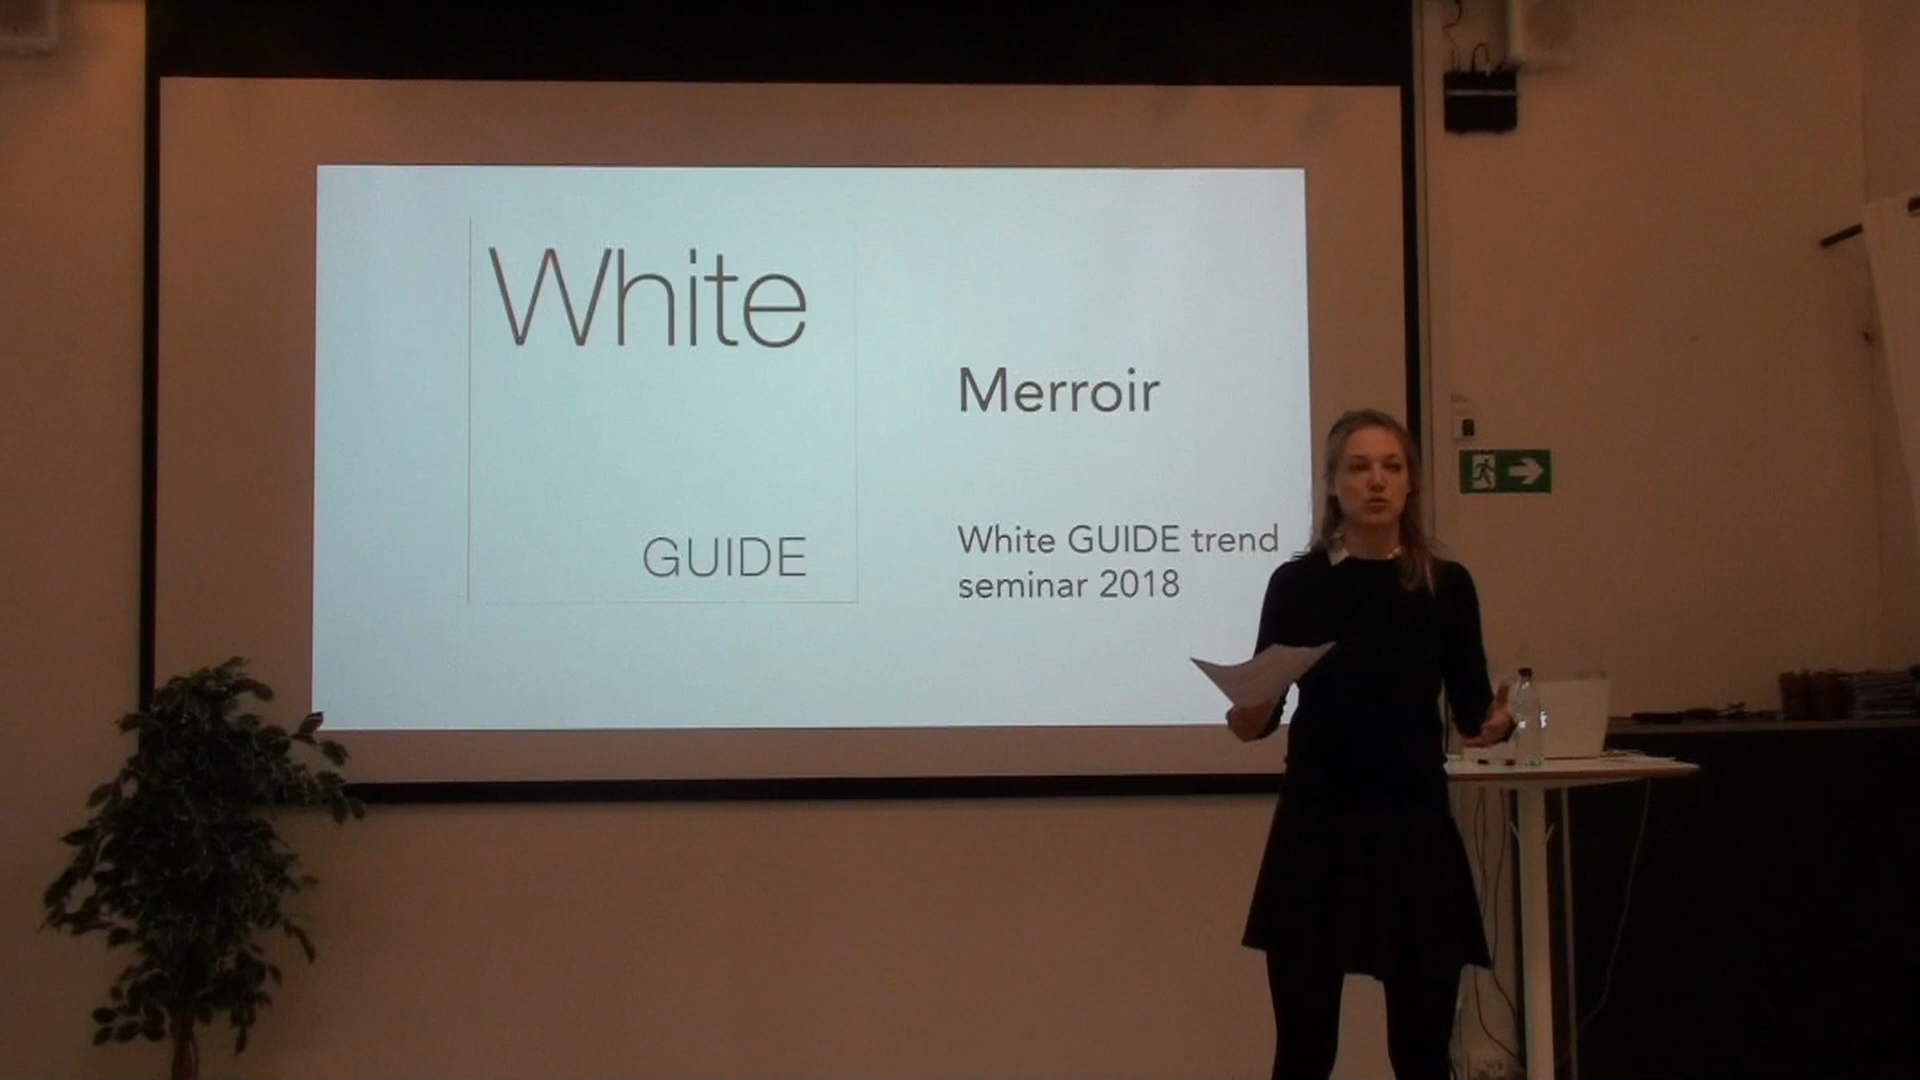 White
GUIDE
Merroir
White GUIDE trend
seminar 2018